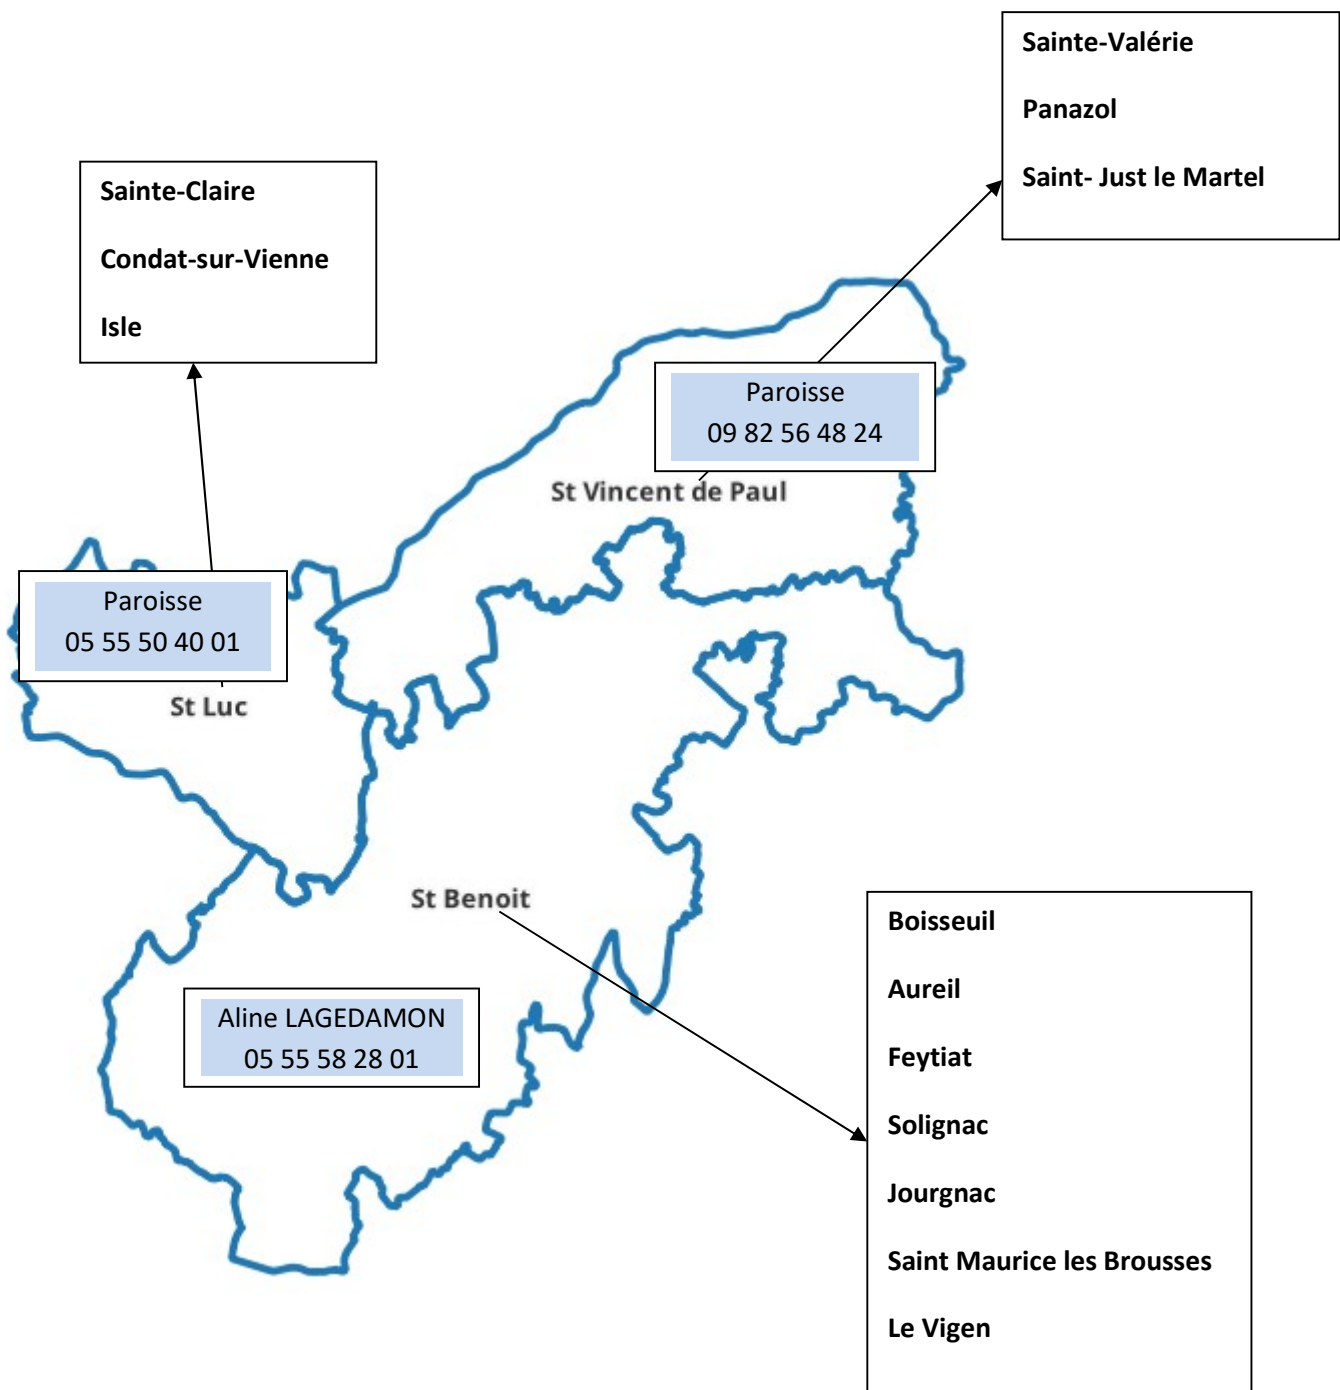 Sainte-Valérie
Panazol
Saint- Just le Martel
Sainte-Claire
Condat-sur-Vienne
Isle
Paroisse
09 82 56 48 24
St Vincent de Paul
Paroisse
05 55 50 40 01
St Luc
St Benoit
Aline LAGEDAMON
05 55 58 28 01
Boisseuil
Aureil
Feytiat
Solignac
Jourgnac
Saint Maurice les Brousses
Le Vigen